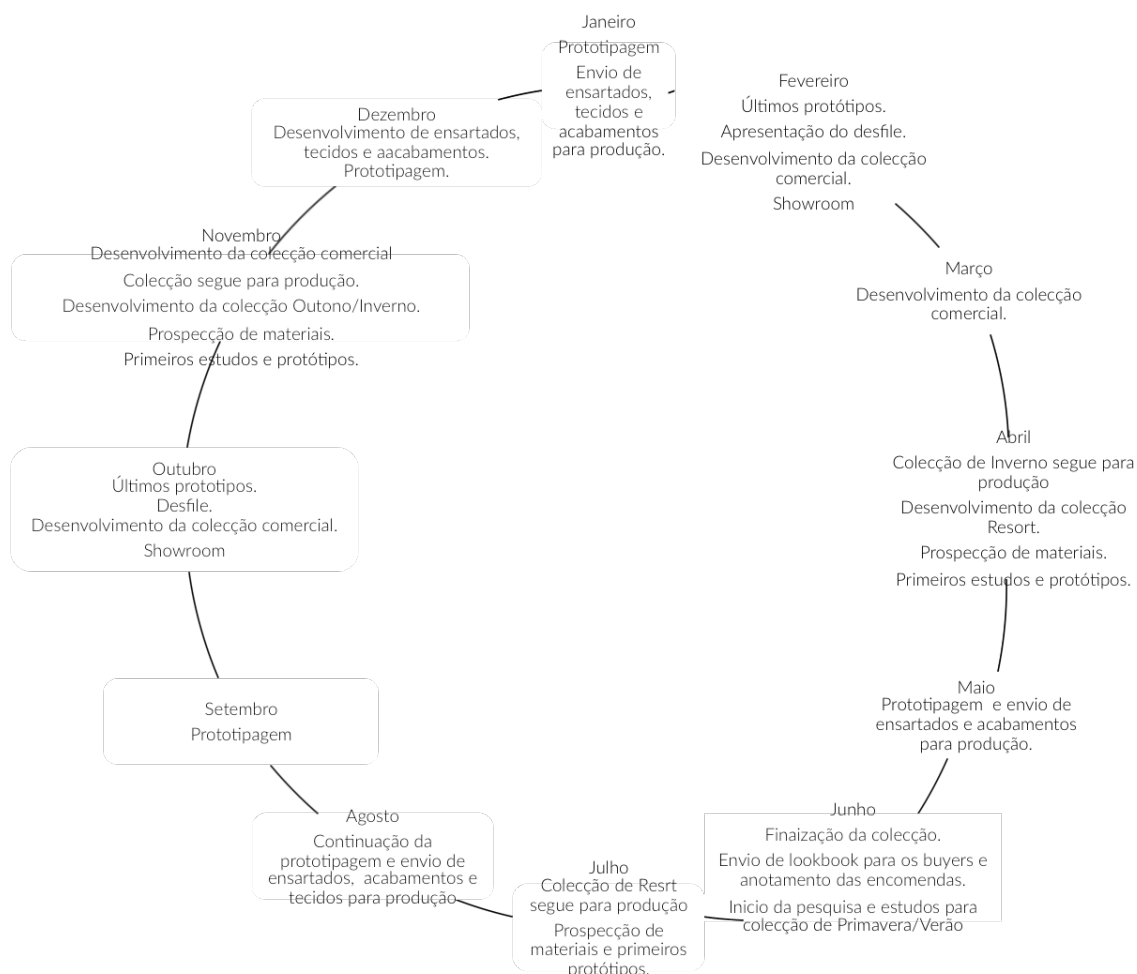 Janeiro
Prototipagem
Envio de
ensartados,
tecidos e
acabamentos
para produção.
Fevereiro
Últimos protótipos.
Apresentação do desfile.
Desenvolvimento da colecção
comercial.
Showroom
Março
Desenvolvimento da colecção
comercial.
Abril
Colecção de Inverno segue para
produção
Desenvolvimento da colecção
Resort.
Prospecção de materiais.
Primeiros estudos e protótipos.
Maio
Prototipagem e envio de
ensartados e acabamentos
para produção.
Junho
Finaização da colecção.
Envio de lookbook para os buyers e
anotamento das encomendas.
Inicio da pesquisa e estudos para
colecção de Primavera/Verão
Julho
Colecção de Resrt
segue para produção
Prospecção de
materiais e primeiros
protótipos.
Agosto
Continuação da
prototipagem e envio de
ensartados, acabamentos e
tecidos para produção
Setembro
Prototipagem
Outubro
Últimos prototipos.
Desfile.
Desenvolvimento da colecção comercial.
Showroom
Novembro
Desenvolvimento da colecção comercial
Colecção segue para produção.
Desenvolvimento da colecção Outono/Inverno.
Prospecção de materiais.
Primeiros estudos e protótipos.
Dezembro
Desenvolvimento de ensartados,
tecidos e aacabamentos.
Prototipagem.